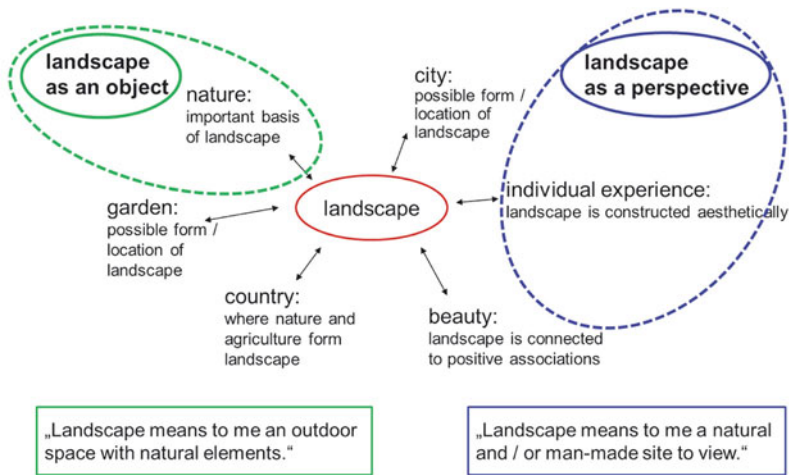 landscape
as an object
nature:
important basis
of landscape
city:
possible form /
location of
landscape
landscape
as a perspective
garden:
possible form /
location of
landscape
landscape
individual experience:
landscape is constructed aesthetically
country:
where nature and
agriculture form
landscape
beauty:
landscape is connected
to positive associations
„Landscape means to me an outdoor
space with natural elements.“
„Landscape means to me a natural
and / or man-made site to view.“